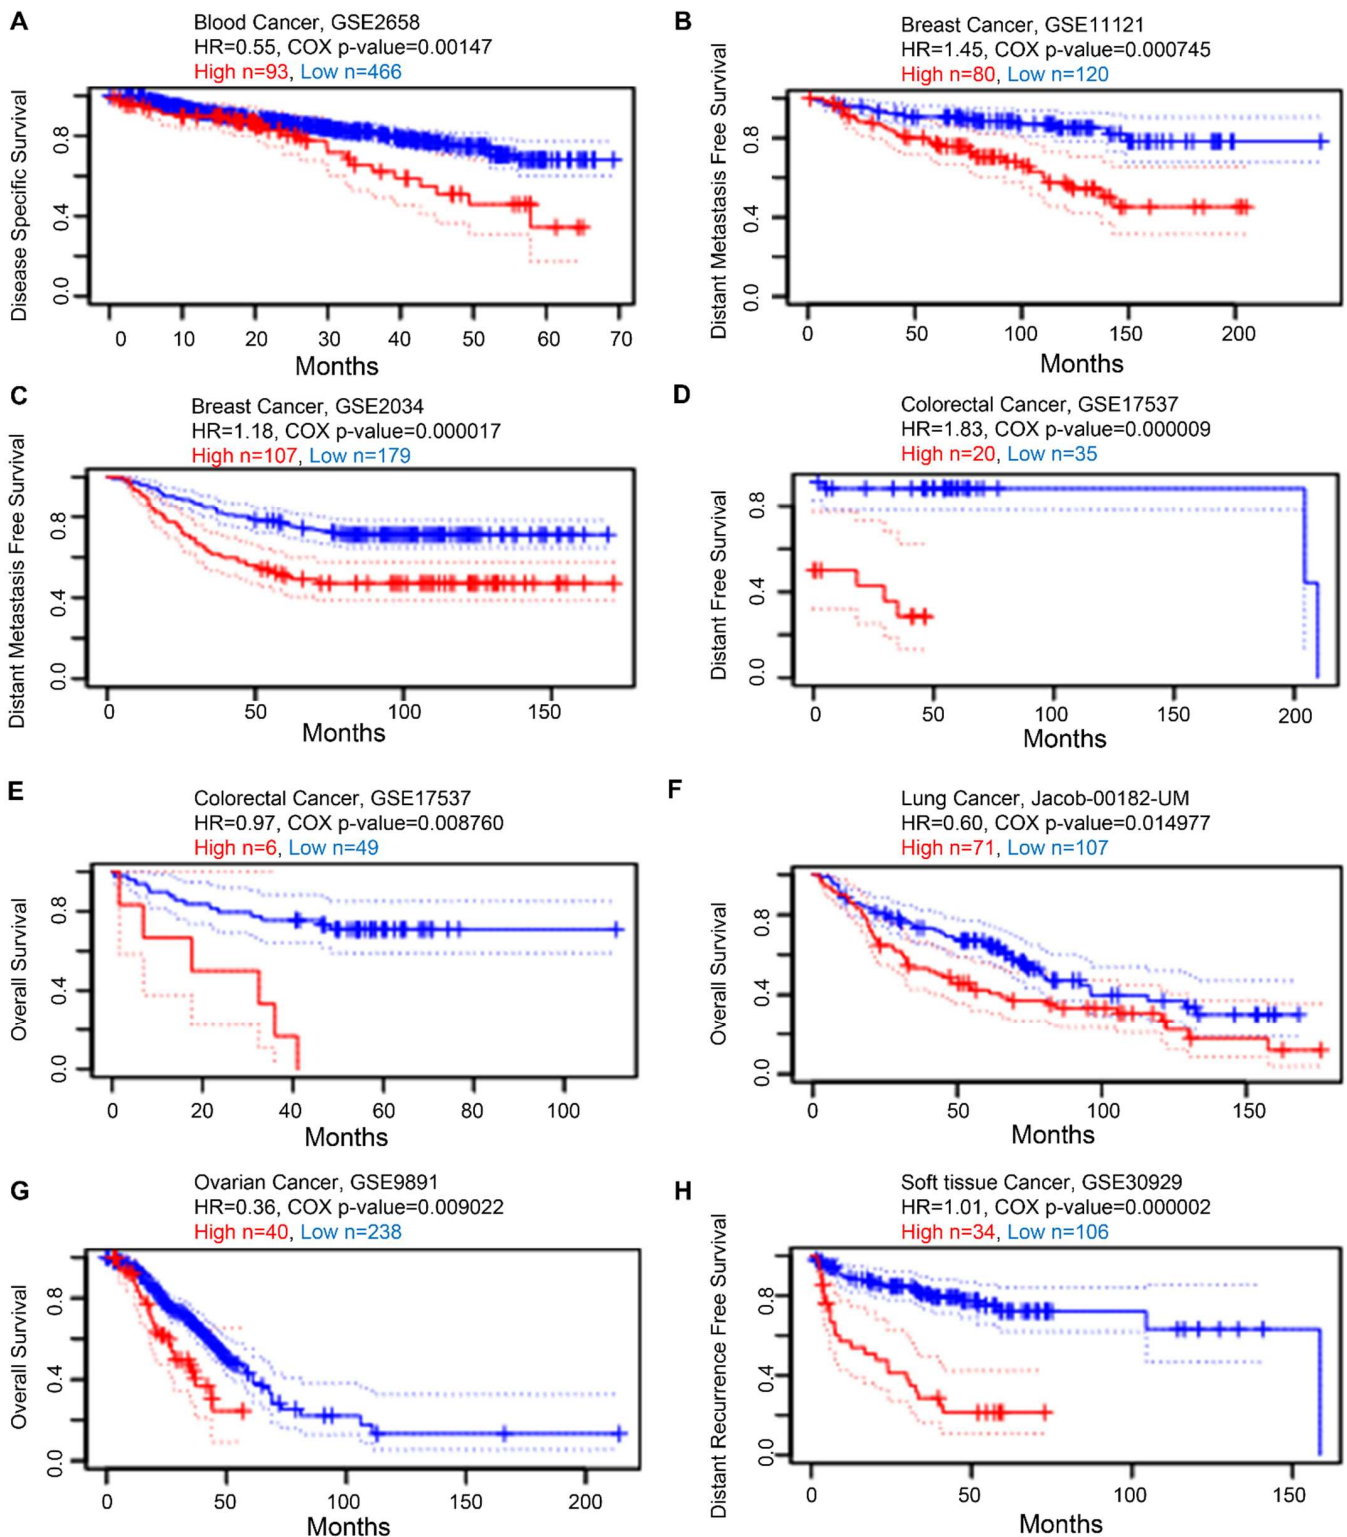 A
Blood Cancer, GSE2658
HR=0.55, COX p-value=0.00147
High n=93, Low n=466
Disease Specific Survival
0.8
0.4
0.0
0 10 20 30 40 50 60 70
Months
B
Breast Cancer, GSE11121
HR=1.45, COX p-value=0.000745
High n=80, Low n=120
Distant Metastasis Free Survival
0.8
0.4
0.0
0 50 100 150 200
Months
C
Breast Cancer, GSE2034
HR=1.18, COX p-value=0.000017
High n=107, Low n=179
Distant Metastasis Free Survival
0.8
0.4
0.0
0 50 100 150
Months
D
Colorectal Cancer, GSE17537
HR=1.83, COX p-value=0.000009
High n=20, Low n=35
Distant Free Survival
0.8
0.4
0.0
0 50 100 150 200
Months
E
Colorectal Cancer, GSE17537
HR=0.97, COX p-value=0.008760
High n=6, Low n=49
Overall Survival
0.8
0.4
0.0
0 20 40 60 80 100
Months
F
Lung Cancer, Jacob-00182-UM
HR=0.60, COX p-value=0.014977
High n=71, Low n=107
Overall Survival
0.8
0.4
0.0
0 50 100 150
Months
G
Ovarian Cancer, GSE9891
HR=0.36, COX p-value=0.009022
High n=40, Low n=238
Overall Survival
0.8
0.4
0.0
0 50 100 150 200
Months
H
Soft tissue Cancer, GSE30929
HR=1.01, COX p-value=0.000002
High n=34, Low n=106
Distant Recurrence Free Survival
0.8
0.4
0.0
0 50 100 150
Months